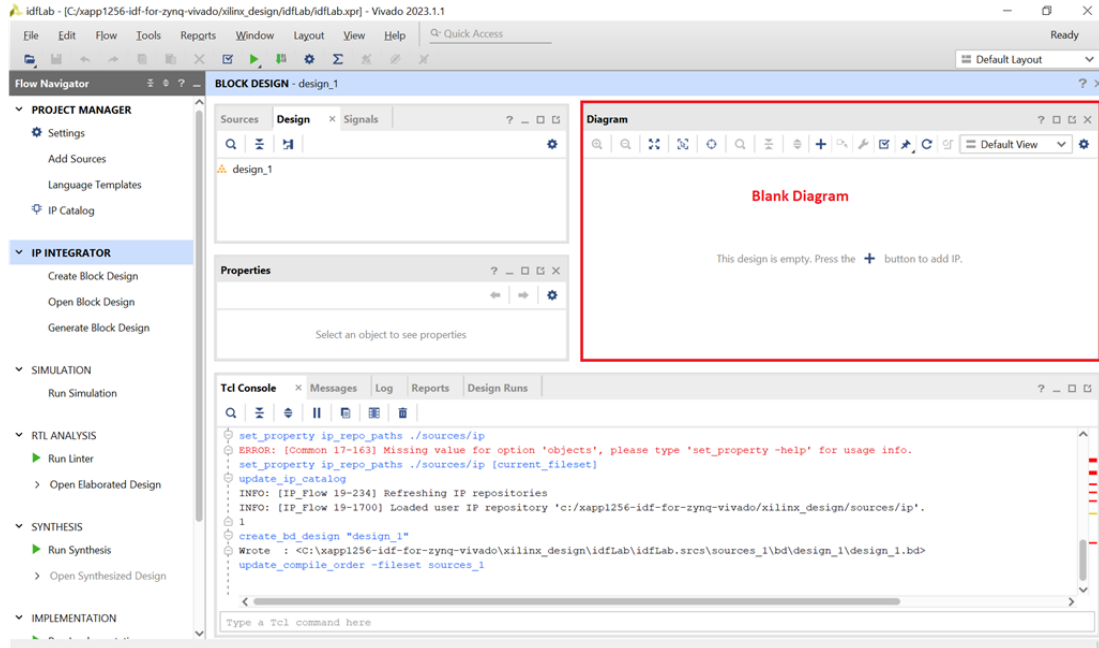 idfLab - [C:/xapp1256-idf-for-zynq-vivado/xilinx_design/idfLab/idfLab.xpr] - Vivado 2023.1.1
File Edit Flow Tools Reports Window Layout View Help Quick Access Ready
Default Layout
Flow Navigator
BLOCK DESIGN - design_1
PROJECT MANAGER
Settings
Add Sources
Language Templates
IP Catalog
IP INTEGRATOR
Create Block Design
Open Block Design
Generate Block Design
SIMULATION
Run Simulation
RTL ANALYSIS
Run Linter
Open Elaborated Design
SYNTHESIS
Run Synthesis
Open Synthesized Design
IMPLEMENTATION
Sources Design Signals
design_1
Properties
Select an object to see properties
Diagram
Default View
Blank Diagram
This design is empty. Press the + button to add IP.
Tcl Console Messages Log Reports Design Runs
set_property ip_repo_paths ./sources/ip
ERROR: [Common 17-163] Missing value for option 'objects', please type 'set_property -help' for usage info.
set_property ip_repo_paths ./sources/ip [current_fileset]
update_ip_catalog
INFO: [IP_Flow 19-234] Refreshing IP repositories
INFO: [IP_Flow 19-1700] Loaded user IP repository 'c:/xapp1256-idf-for-zynq-vivado/xilinx_design/sources/ip'.
1
create_bd_design "design_1"
Wrote : <C:\xapp1256-idf-for-zynq-vivado\xilinx_design\idfLab\idfLab.srcs\sources_1\bd\design_1\design_1.bd>
update_compile_order -fileset sources_1
Type a Tcl command here